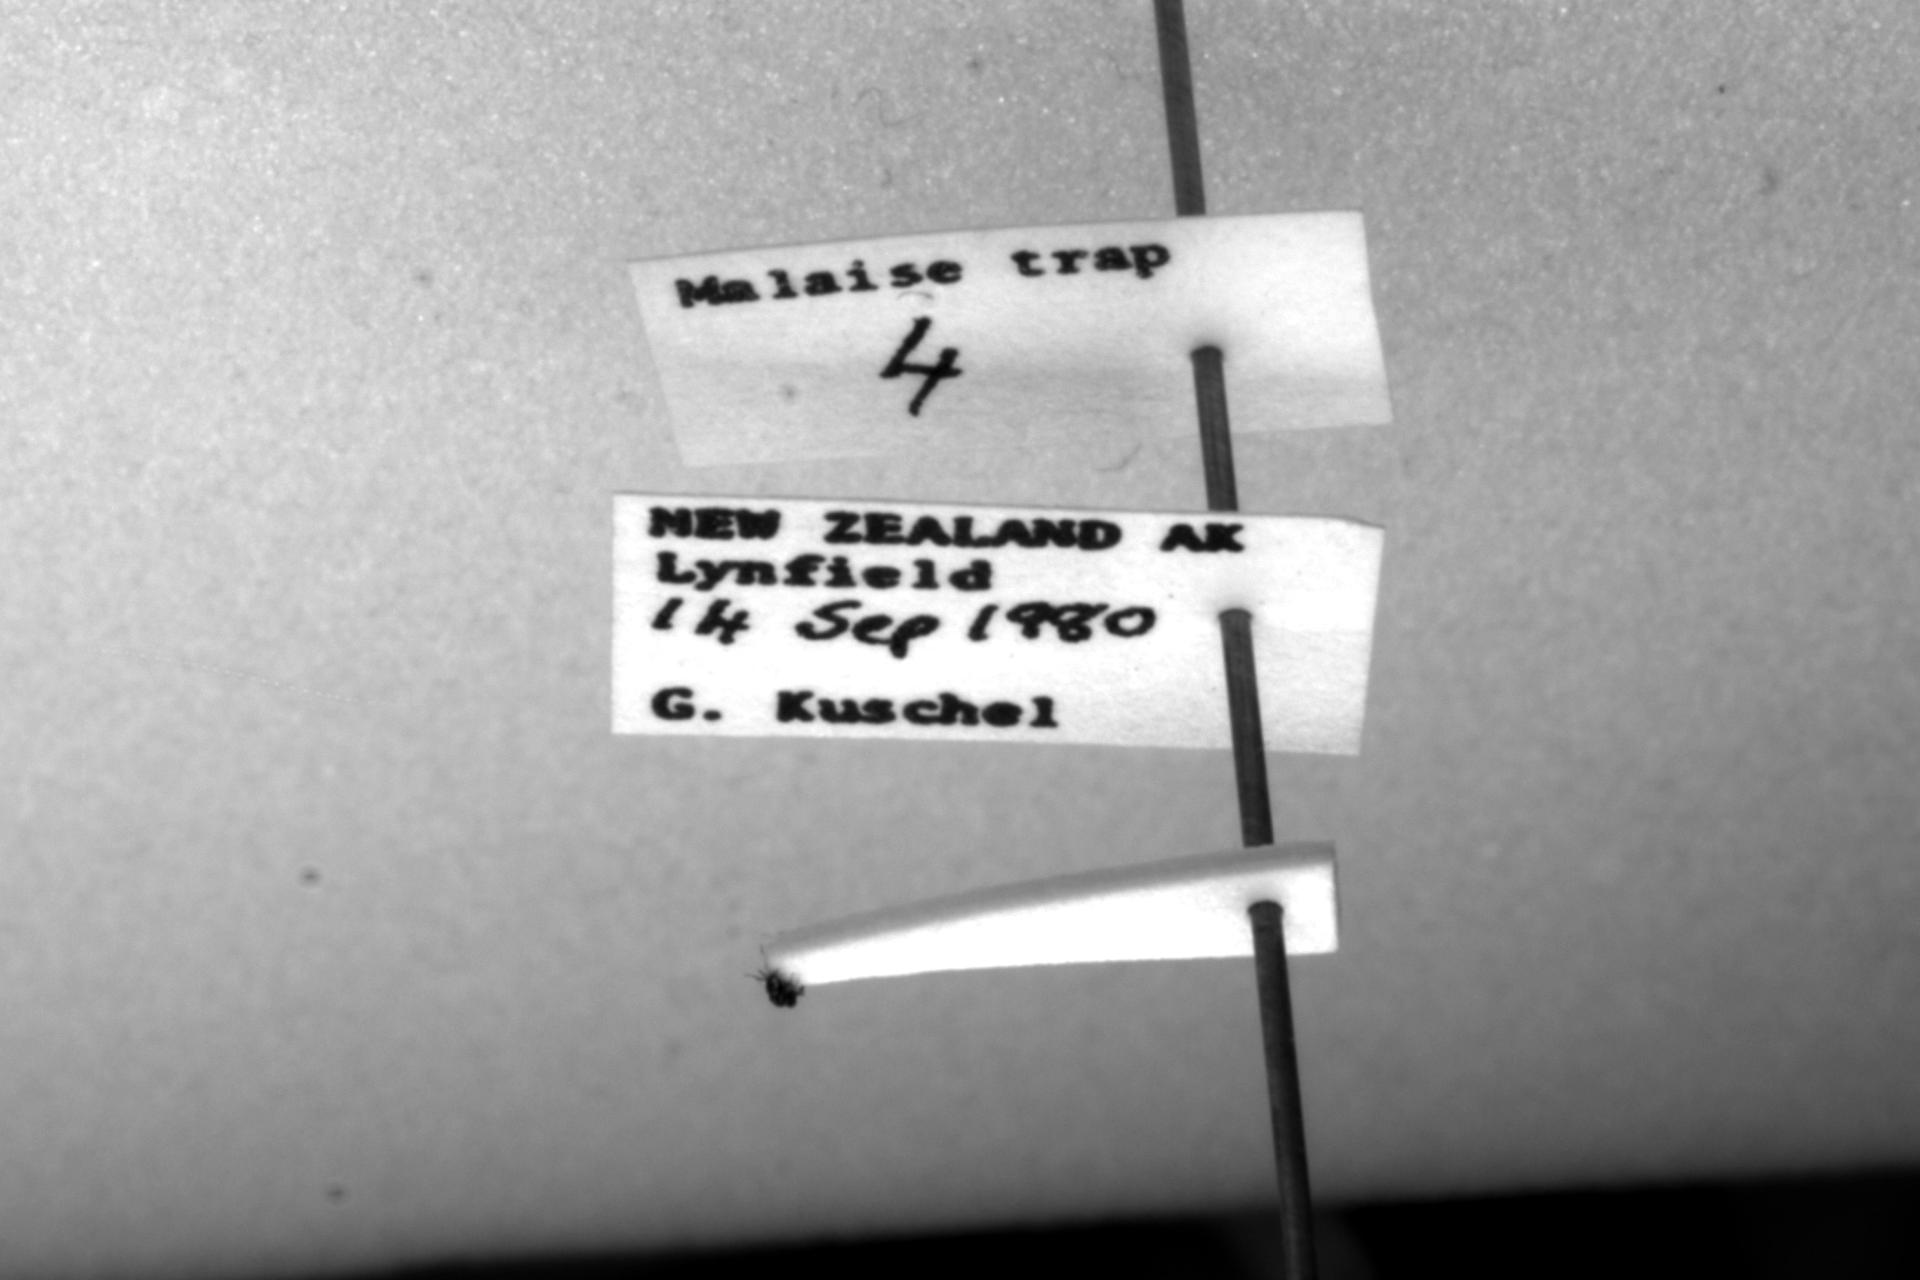 Malaise trap
4
NEW ZEALAND AK
Lynfield
14 Sep 1980
G. Kuschel